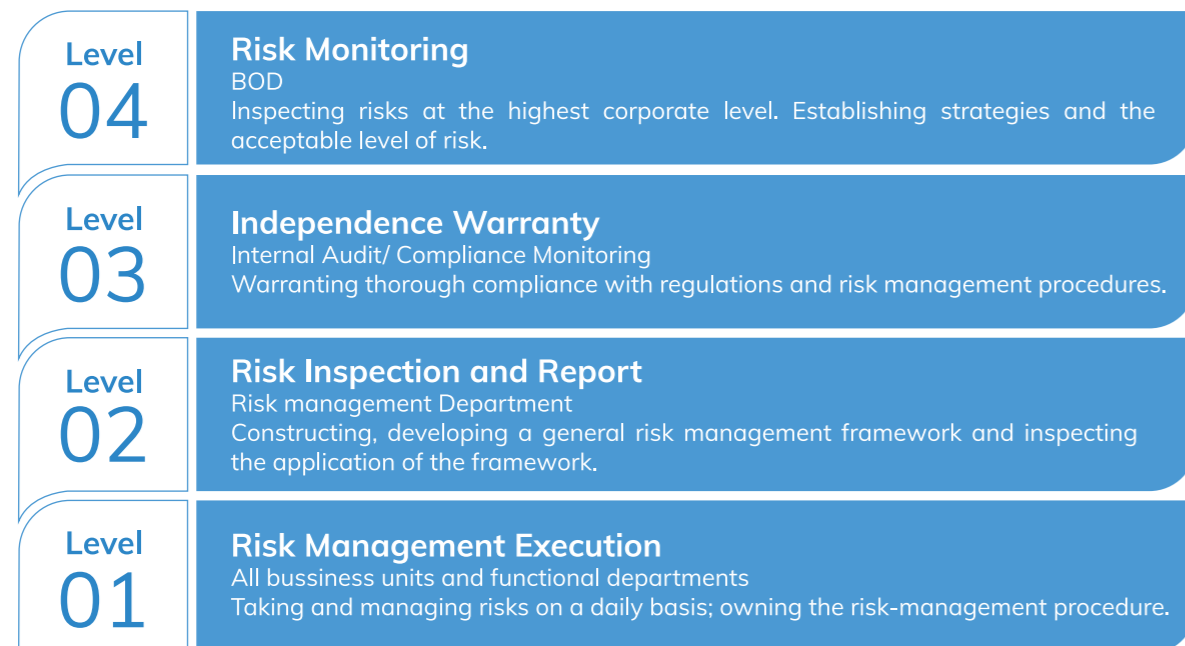 Level
04
Risk Monitoring
BOD
Inspecting risks at the highest corporate level. Establishing strategies and the
acceptable level of risk.
Level
03
Independence Warranty
Internal Audit/ Compliance Monitoring
Warranting thorough compliance with regulations and risk management procedures.
Level
02
Risk Inspection and Report
Risk management Department
Constructing, developing a general risk management framework and inspecting
the application of the framework.
Level
01
Risk Management Execution
All bussiness units and functional departments
Taking and managing risks on a daily basis; owning the risk-management procedure.